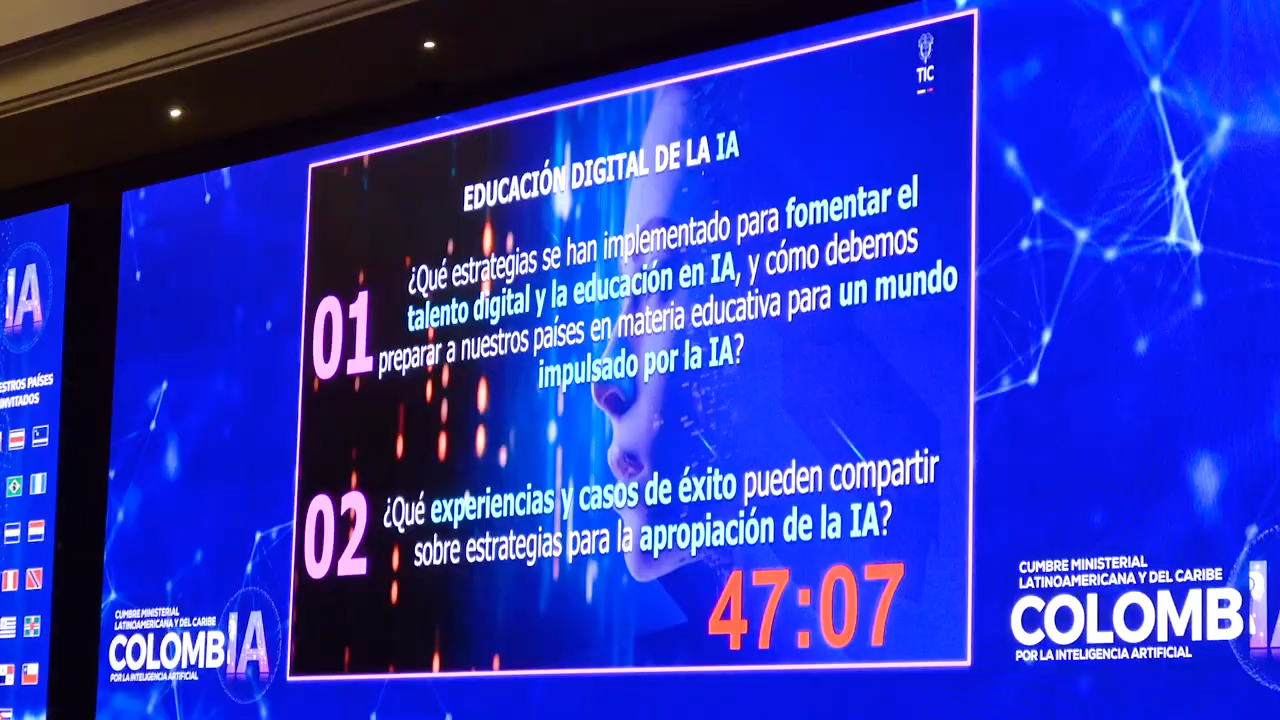 TIC
EDUCACIÓN DIGITAL DE LA IA
01
¿Qué estrategias se han implementado para fomentar el
talento digital y la educación en IA, y cómo debemos
preparar a nuestros países en materia educativa para un mundo
impulsado por la IA?
02
¿Qué experiencias y casos de éxito pueden compartir
sobre estrategias para la apropiación de la IA?
47:07
IA
ESTROS PAÍSES
INVITADOS
CUMBRE MINISTERIAL
LATINOAMERICANA Y DEL CARIBE
COLOMBIA
POR LA INTELIGENCIA ARTIFICIAL
CUMBRE MINISTERIAL
LATINOAMERICANA Y DEL CARIBE
COLOMBI
POR LA INTELIGENCIA ARTIFICIAL